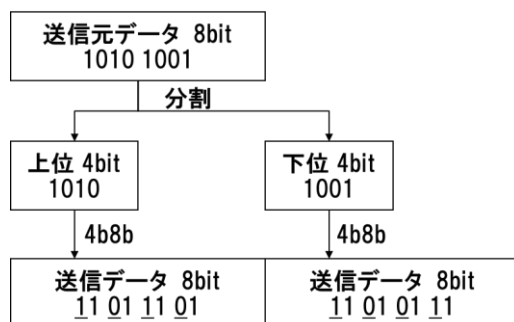 送信元データ 8bit
1010 1001
分割
上位 4bit
1010
下位 4bit
1001
4b8b
4b8b
送信データ 8bit
11 01 11 01
送信データ 8bit
11 01 01 11